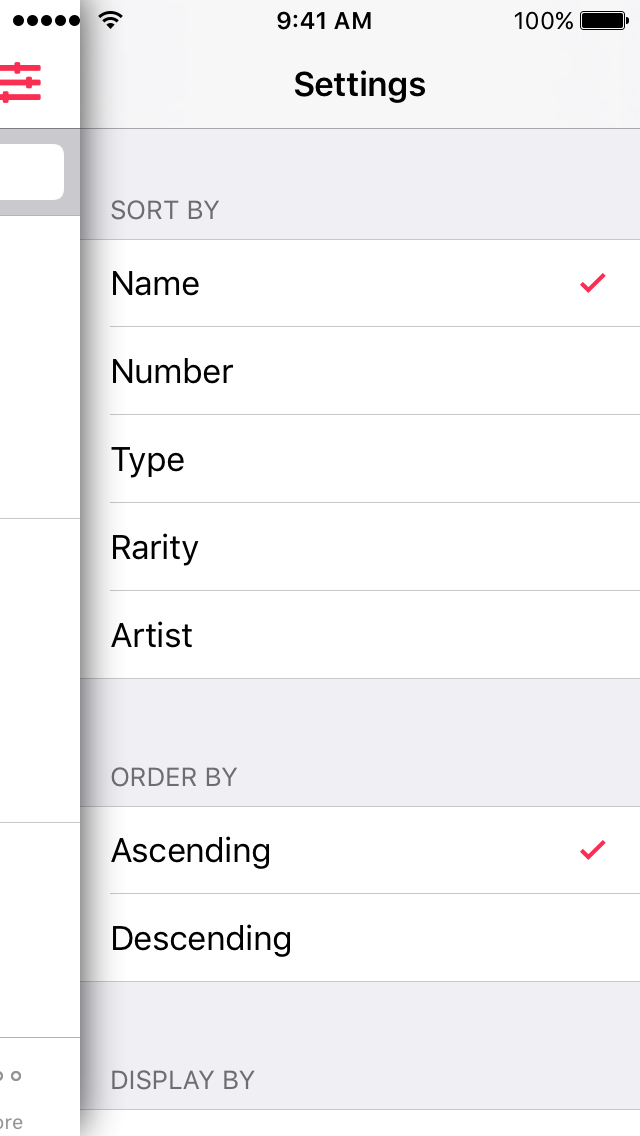 9:41 AM
100%
Settings
SORT BY
Name
Number
Type
Rarity
Artist
ORDER BY
Ascending
Descending
DISPLAY BY
ore